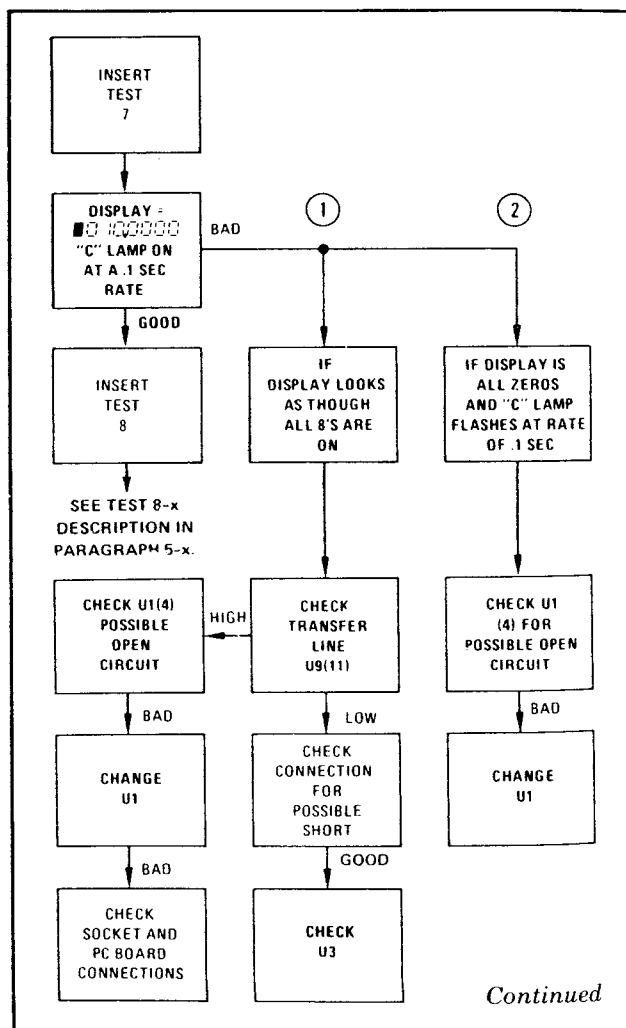 INSERT
TEST
7
DISPLAY =
0100000
"C" LAMP ON
AT A .1 SEC
RATE
BAD
1
2
GOOD
INSERT
TEST
8
IF
DISPLAY LOOKS
AS THOUGH
ALL 8'S ARE
ON
IF DISPLAY IS
ALL ZEROS
AND "C" LAMP
FLASHES AT RATE
OF .1 SEC
SEE TEST 8-x
DESCRIPTION IN
PARAGRAPH 5-x.
CHECK U1(4)
POSSIBLE
OPEN
CIRCUIT
HIGH
CHECK
TRANSFER
LINE
U9(11)
CHECK U1
(4) FOR
POSSIBLE OPEN
CIRCUIT
BAD
LOW
BAD
CHANGE
U1
CHECK
CONNECTION
FOR
POSSIBLE
SHORT
CHANGE
U1
BAD
GOOD
CHECK
SOCKET AND
PC BOARD
CONNECTIONS
CHECK
U3
Continued